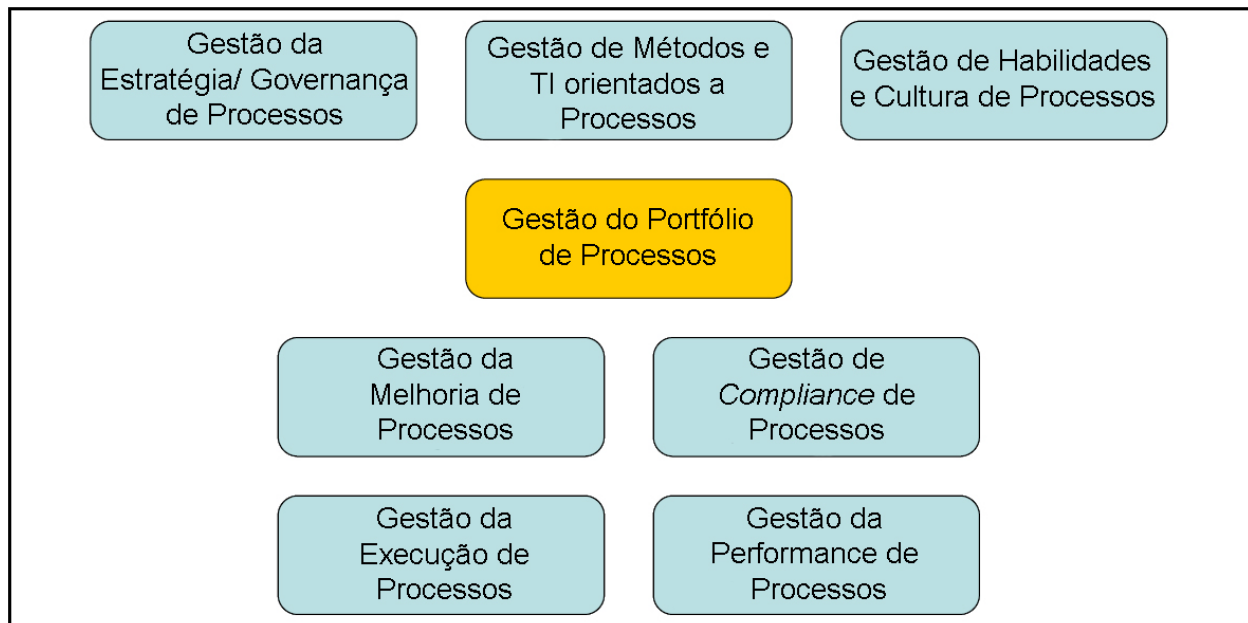 Gestão da
Estratégia/ Governança
de Processos
Gestão de Métodos e
TI orientados a
Processos
Gestão de Habilidades
e Cultura de Processos
Gestão do Portfólio
de Processos
Gestão da
Melhoria de
Processos
Gestão de
Compliance de
Processos
Gestão da
Execução de
Processos
Gestão da
Performance de
Processos